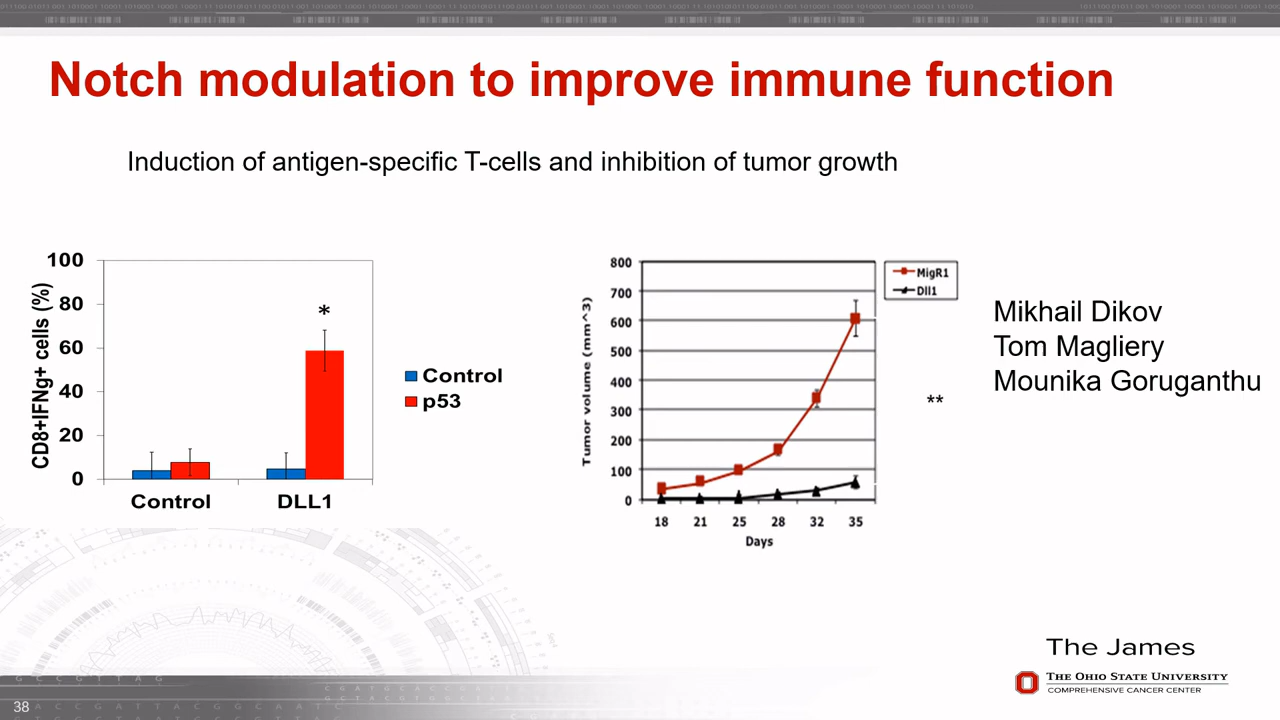 Notch modulation to improve immune function
Induction of antigen-specific T-cells and inhibition of tumor growth
CD8+IFNg+ cells (%)
100
80
60
40
20
0
*
Control
DLL1
Control
p53
Tumor volume (mm^3)
800
700
600
500
400
300
200
100
0
18 21 25 28 32 35
Days
MigR1
Dll1
**
Mikhail Dikov
Tom Magliery
Mounika Goruganthu
The James
THE OHIO STATE UNIVERSITY
COMPREHENSIVE CANCER CENTER
38